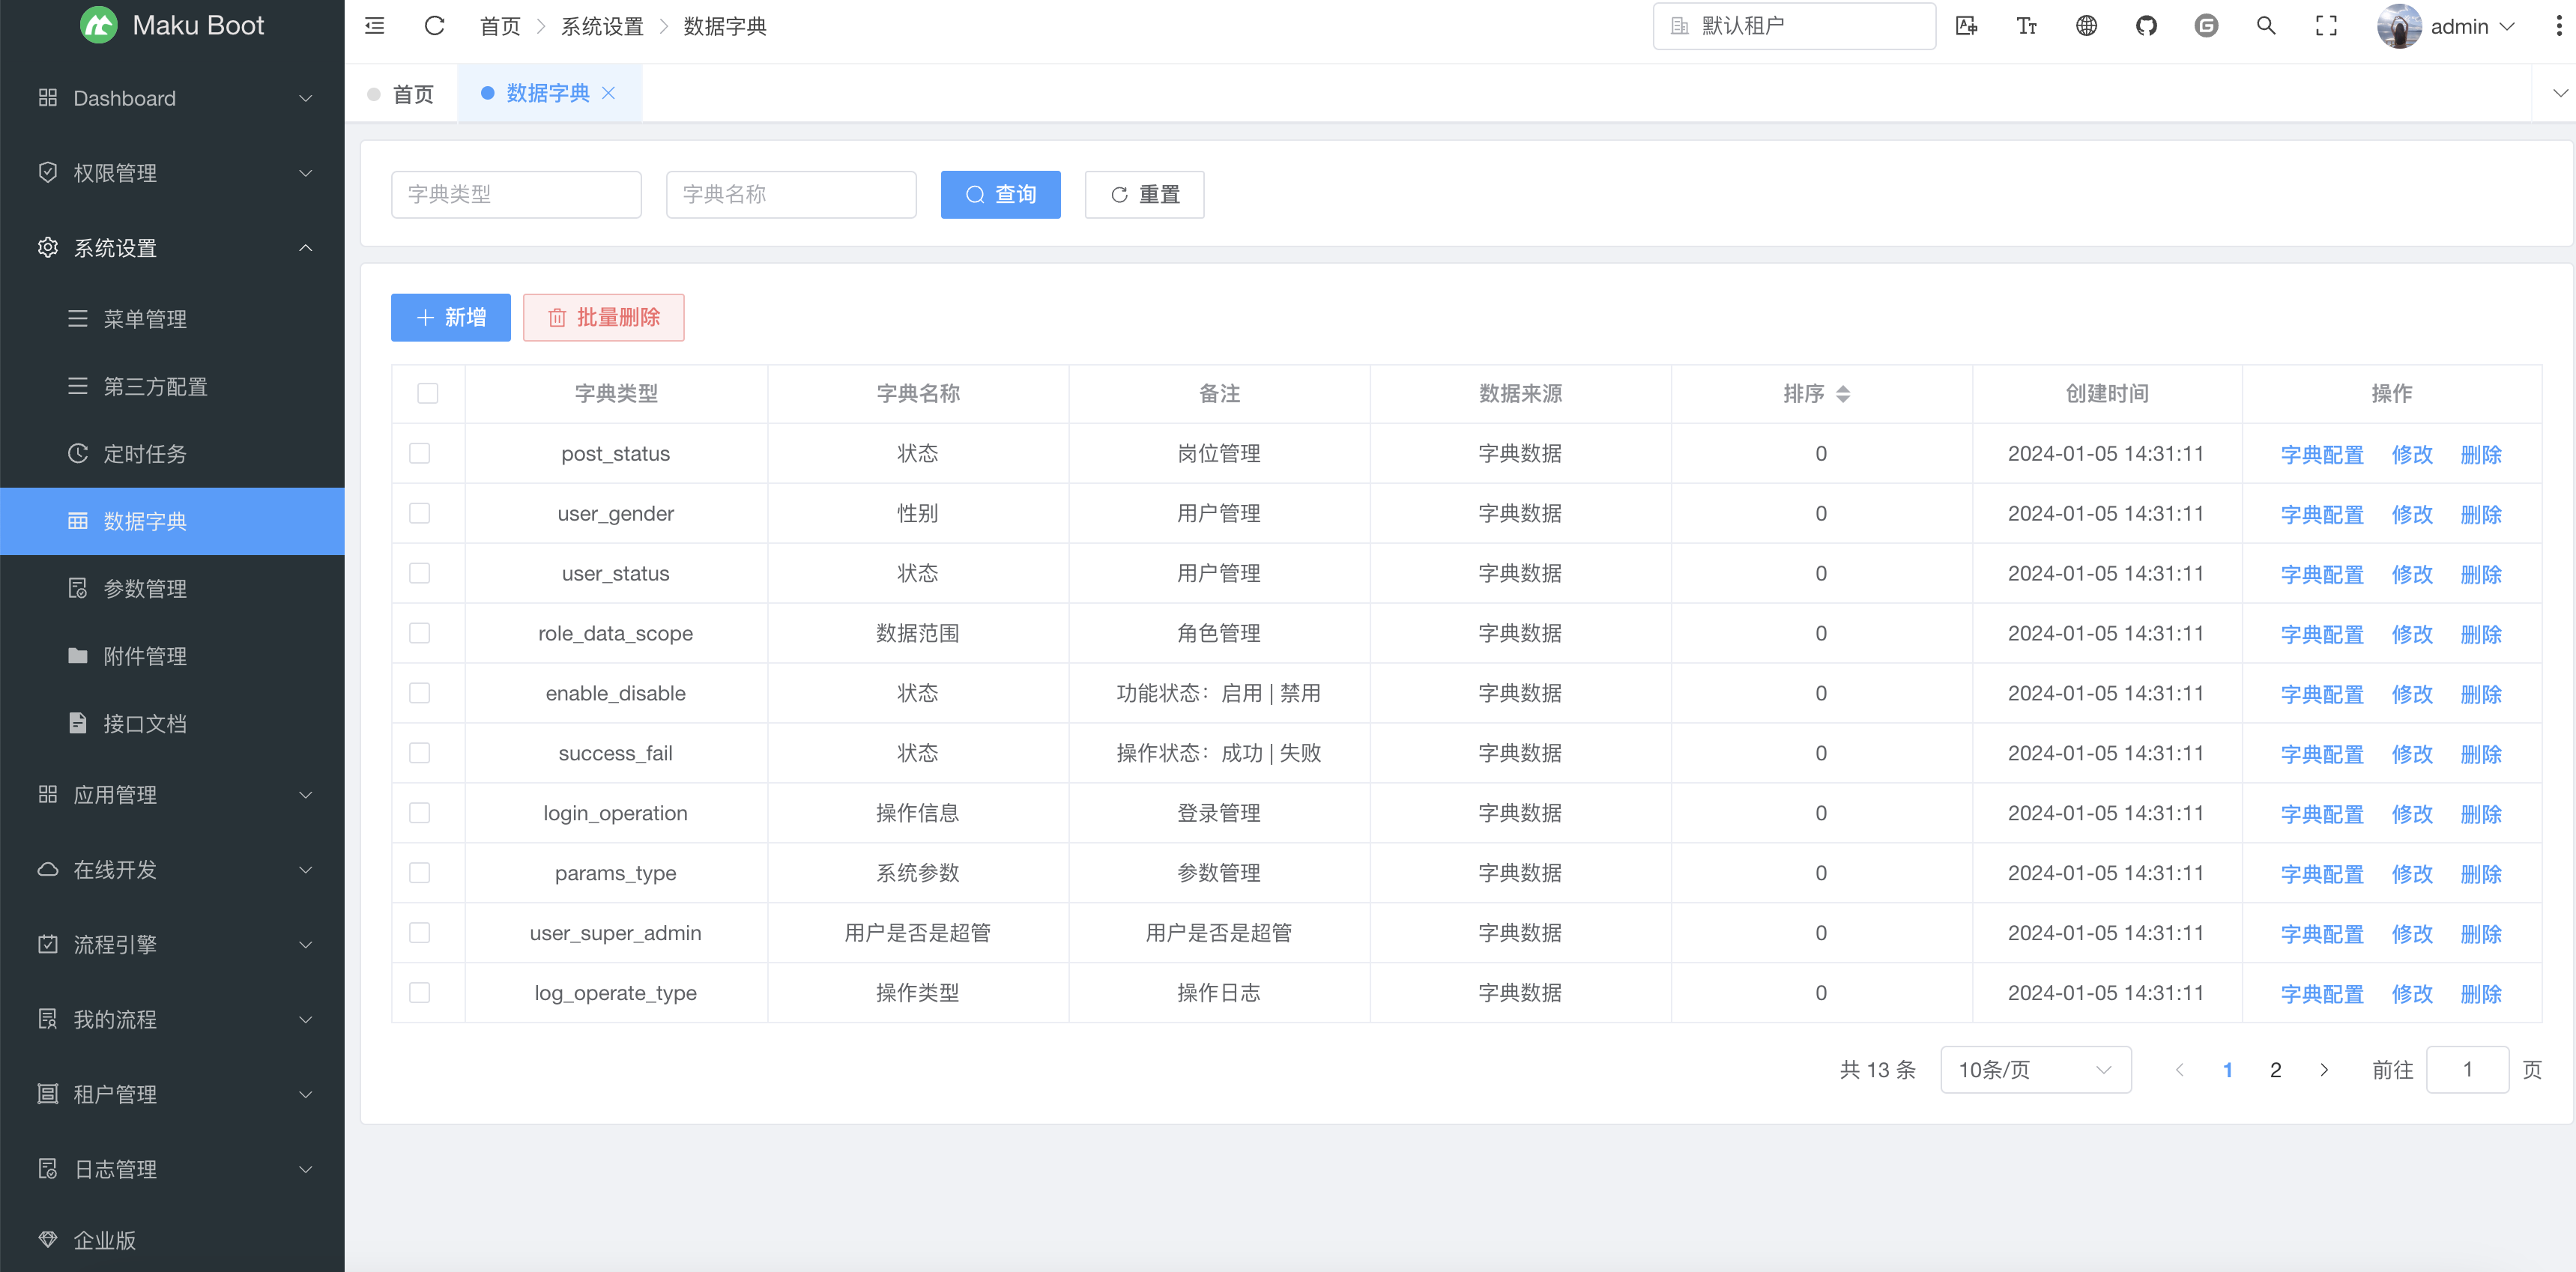 Maku Boot
首页 系统设置 数据字典
默认租户
admin
Dashboard
权限管理
系统设置
菜单管理
第三方配置
定时任务
数据字典
参数管理
附件管理
接口文档
应用管理
在线开发
流程引擎
我的流程
租户管理
日志管理
企业版
首页 数据字典
字典类型 字典名称 查询 重置
新增 批量删除
字典类型 字典名称 备注 数据来源 排序 创建时间 操作
post_status 状态 岗位管理 字典数据 0 2024-01-05 14:31:11 字典配置 修改 删除
user_gender 性别 用户管理 字典数据 0 2024-01-05 14:31:11 字典配置 修改 删除
user_status 状态 用户管理 字典数据 0 2024-01-05 14:31:11 字典配置 修改 删除
role_data_scope 数据范围 角色管理 字典数据 0 2024-01-05 14:31:11 字典配置 修改 删除
enable_disable 状态 功能状态：启用 | 禁用 字典数据 0 2024-01-05 14:31:11 字典配置 修改 删除
success_fail 状态 操作状态：成功 | 失败 字典数据 0 2024-01-05 14:31:11 字典配置 修改 删除
login_operation 操作信息 登录管理 字典数据 0 2024-01-05 14:31:11 字典配置 修改 删除
params_type 系统参数 参数管理 字典数据 0 2024-01-05 14:31:11 字典配置 修改 删除
user_super_admin 用户是否是超管 用户是否是超管 字典数据 0 2024-01-05 14:31:11 字典配置 修改 删除
log_operate_type 操作类型 操作日志 字典数据 0 2024-01-05 14:31:11 字典配置 修改 删除
共 13 条 10条/页 1 2 前往 1 页